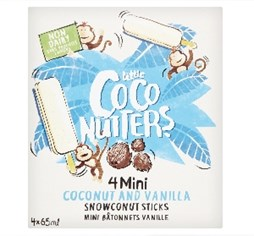 NON
DAIRY
little
COCO
NUTTERS
4 Mini
COCONUT AND VANILLA
SNOWCONUT STICKS
MINI BÂTONNETS VANILLE
4x65ml